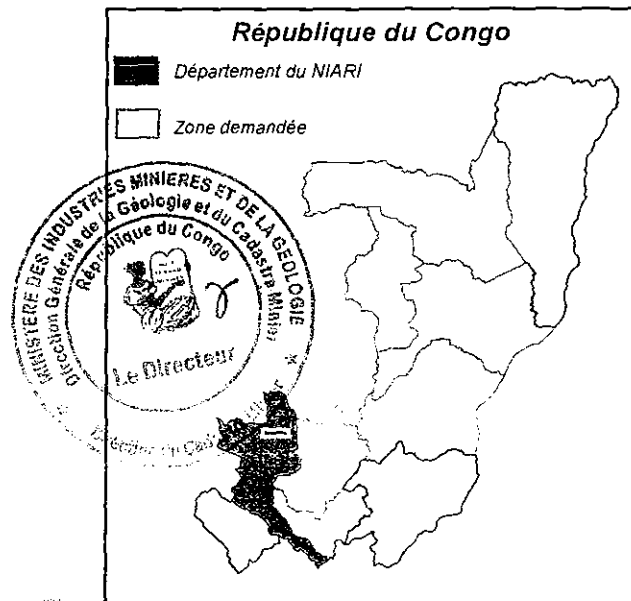 République du Congo
Département du NIARI
Zone demandée
MINISTERE DES INDUSTRIES MINIERES ET DE LA GEOLOGIE
Direction Générale de la Géologie et du Cadastre Minier
République du Congo
Le Directeur